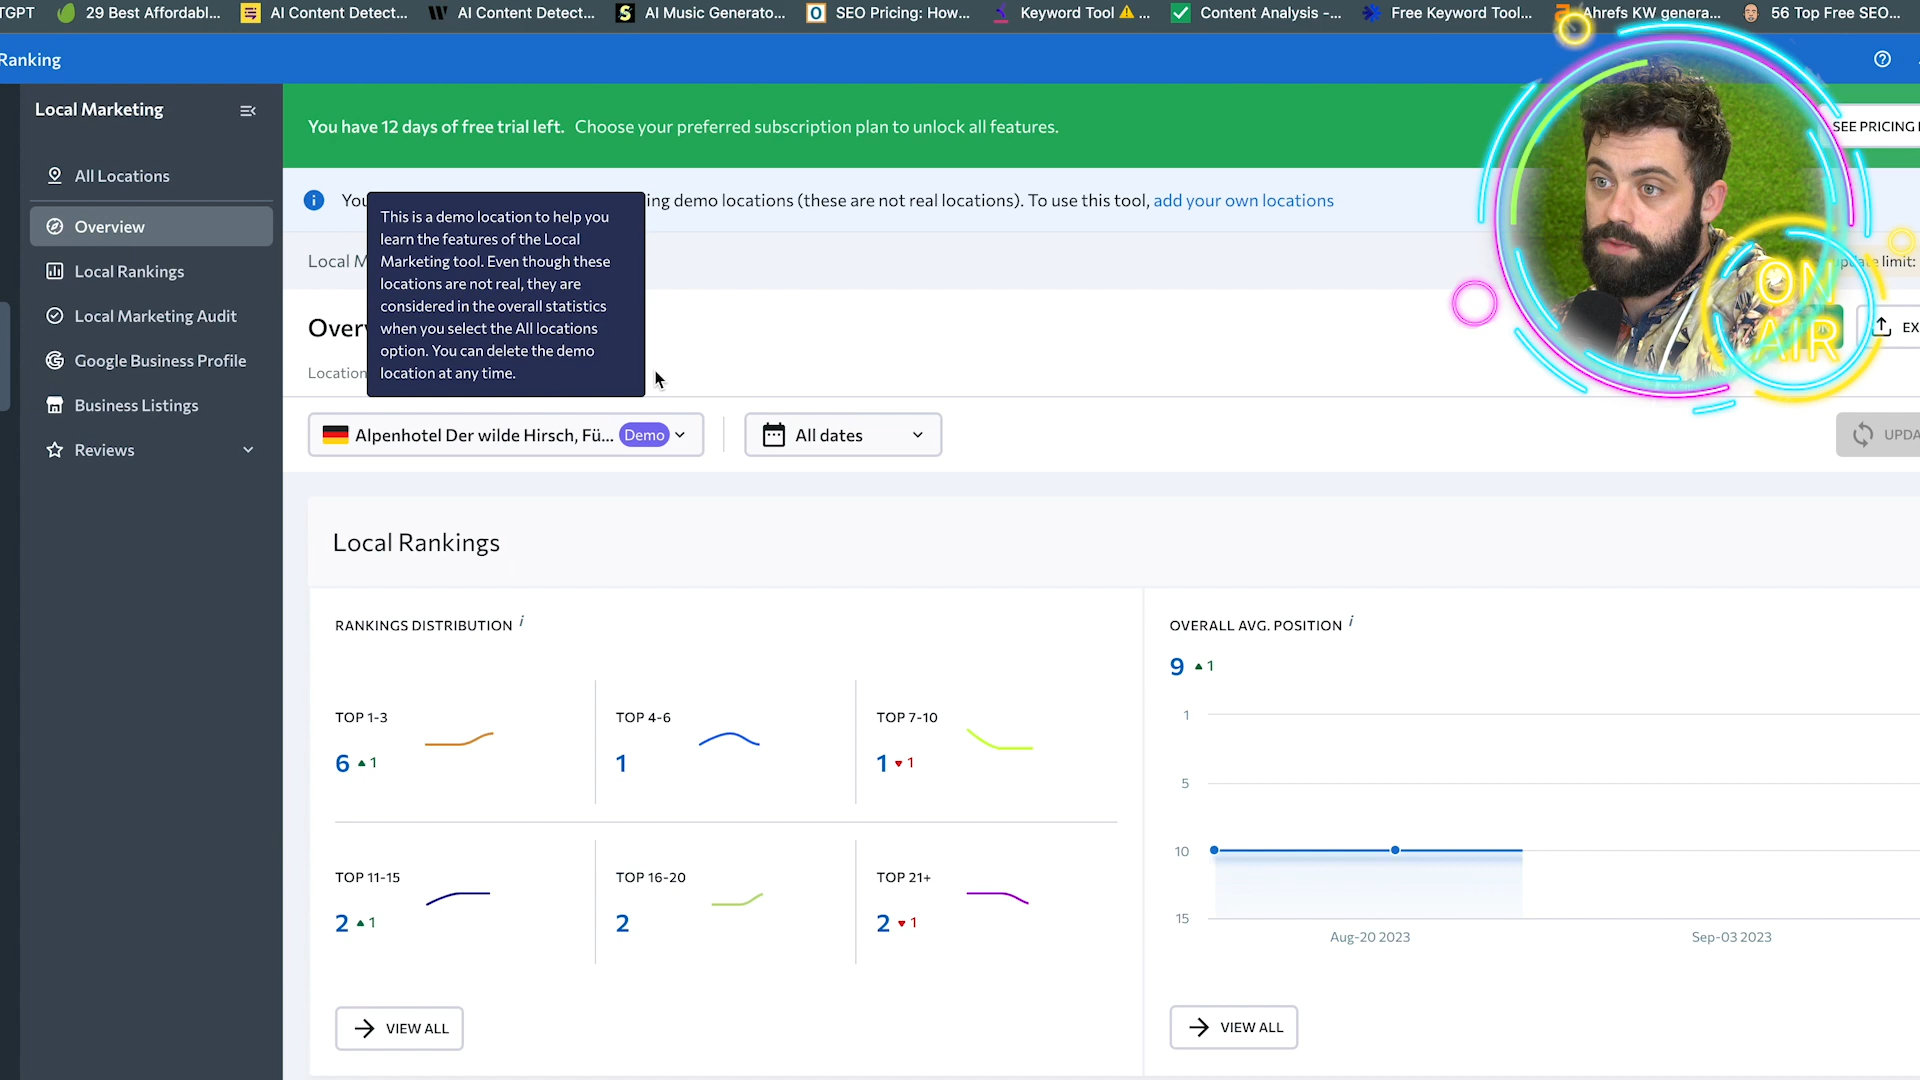 TGPT
29 Best Affordabl...
AI Content Detect...
AI Content Detect...
AI Music Generato...
SEO Pricing: How...
Keyword Tool ⚠ ...
Content Analysis -...
Free Keyword Tool...
Ahrefs KW genera...
56 Top Free SEO...
Ranking
Local Marketing
You have 12 days of free trial left. Choose your preferred subscription plan to unlock all features.
SEE PRICING
All Locations
Overview
Local Rankings
Local Marketing Audit
Google Business Profile
Business Listings
Reviews
ing demo locations (these are not real locations). To use this tool, add your own locations
This is a demo location to help you
learn the features of the Local
Marketing tool. Even though these
locations are not real, they are
considered in the overall statistics
when you select the All locations
option. You can delete the demo
location at any time.
Local M
update limit:
Over
EX
Location
ON
AIR
Alpenhotel Der wilde Hirsch, Fü... Demo
All dates
UPDA
Local Rankings
RANKINGS DISTRIBUTION i
TOP 1-3
6 ▲ 1
TOP 4-6
1
TOP 7-10
1 ▼ 1
TOP 11-15
2 ▲ 1
TOP 16-20
2
TOP 21+
2 ▼ 1
VIEW ALL
OVERALL AVG. POSITION i
9 ▲ 1
1
5
10
15
Aug-20 2023
Sep-03 2023
VIEW ALL